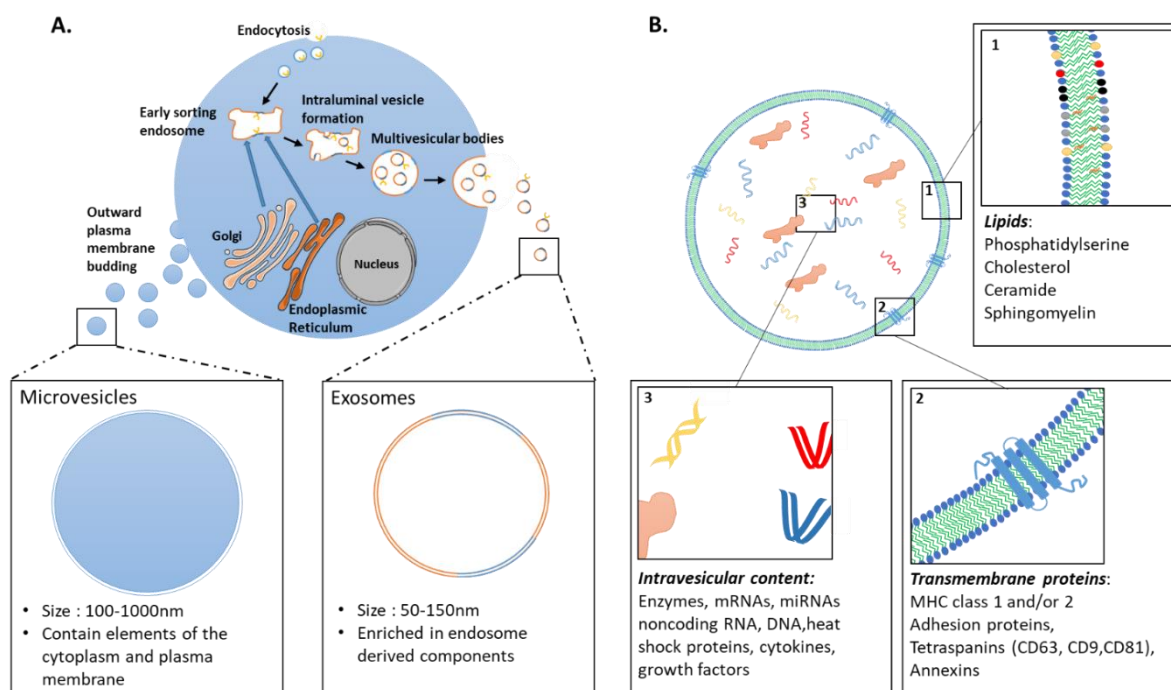 A.
Endocytosis
Early sorting
endosome
Intraluminal vesicle
formation
Multivesicular bodies
Outward
plasma
membrane
budding
Golgi
Nucleus
Endoplasmic
Reticulum
Microvesicles
• Size : 100-1000nm
• Contain elements of the
cytoplasm and plasma
membrane
Exosomes
• Size : 50-150nm
• Enriched in endosome
derived components
B.
1
2
3
1
Lipids:
Phosphatidylserine
Cholesterol
Ceramide
Sphingomyelin
3
Intravesicular content:
Enzymes, mRNAs, miRNAs
noncoding RNA, DNA,heat
shock proteins, cytokines,
growth factors
2
Transmembrane proteins:
MHC class 1 and/or 2
Adhesion proteins,
Tetraspanins (CD63, CD9,CD81),
Annexins